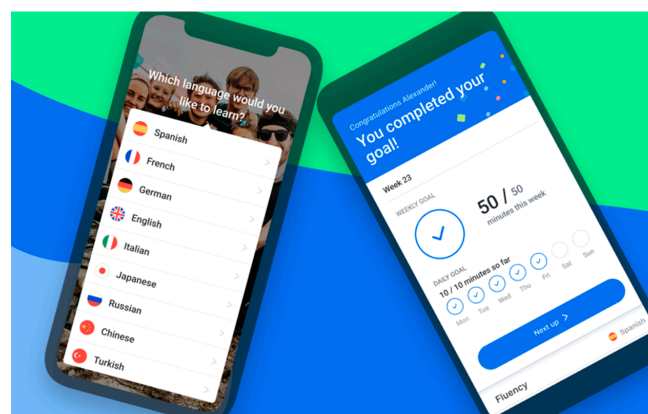 Which language would you
like to learn?
Spanish
French
German
English
Italian
Japanese
Russian
Chinese
Turkish
Congratulations Alexander!
You completed your
goal!
Week 23
WEEKLY GOAL
50 / 50
minutes this week
DAILY GOAL
10 / 10 minutes so far
Mon Tue Wed Thu Fri Sat Sun
Next up
Spanish
Fluency